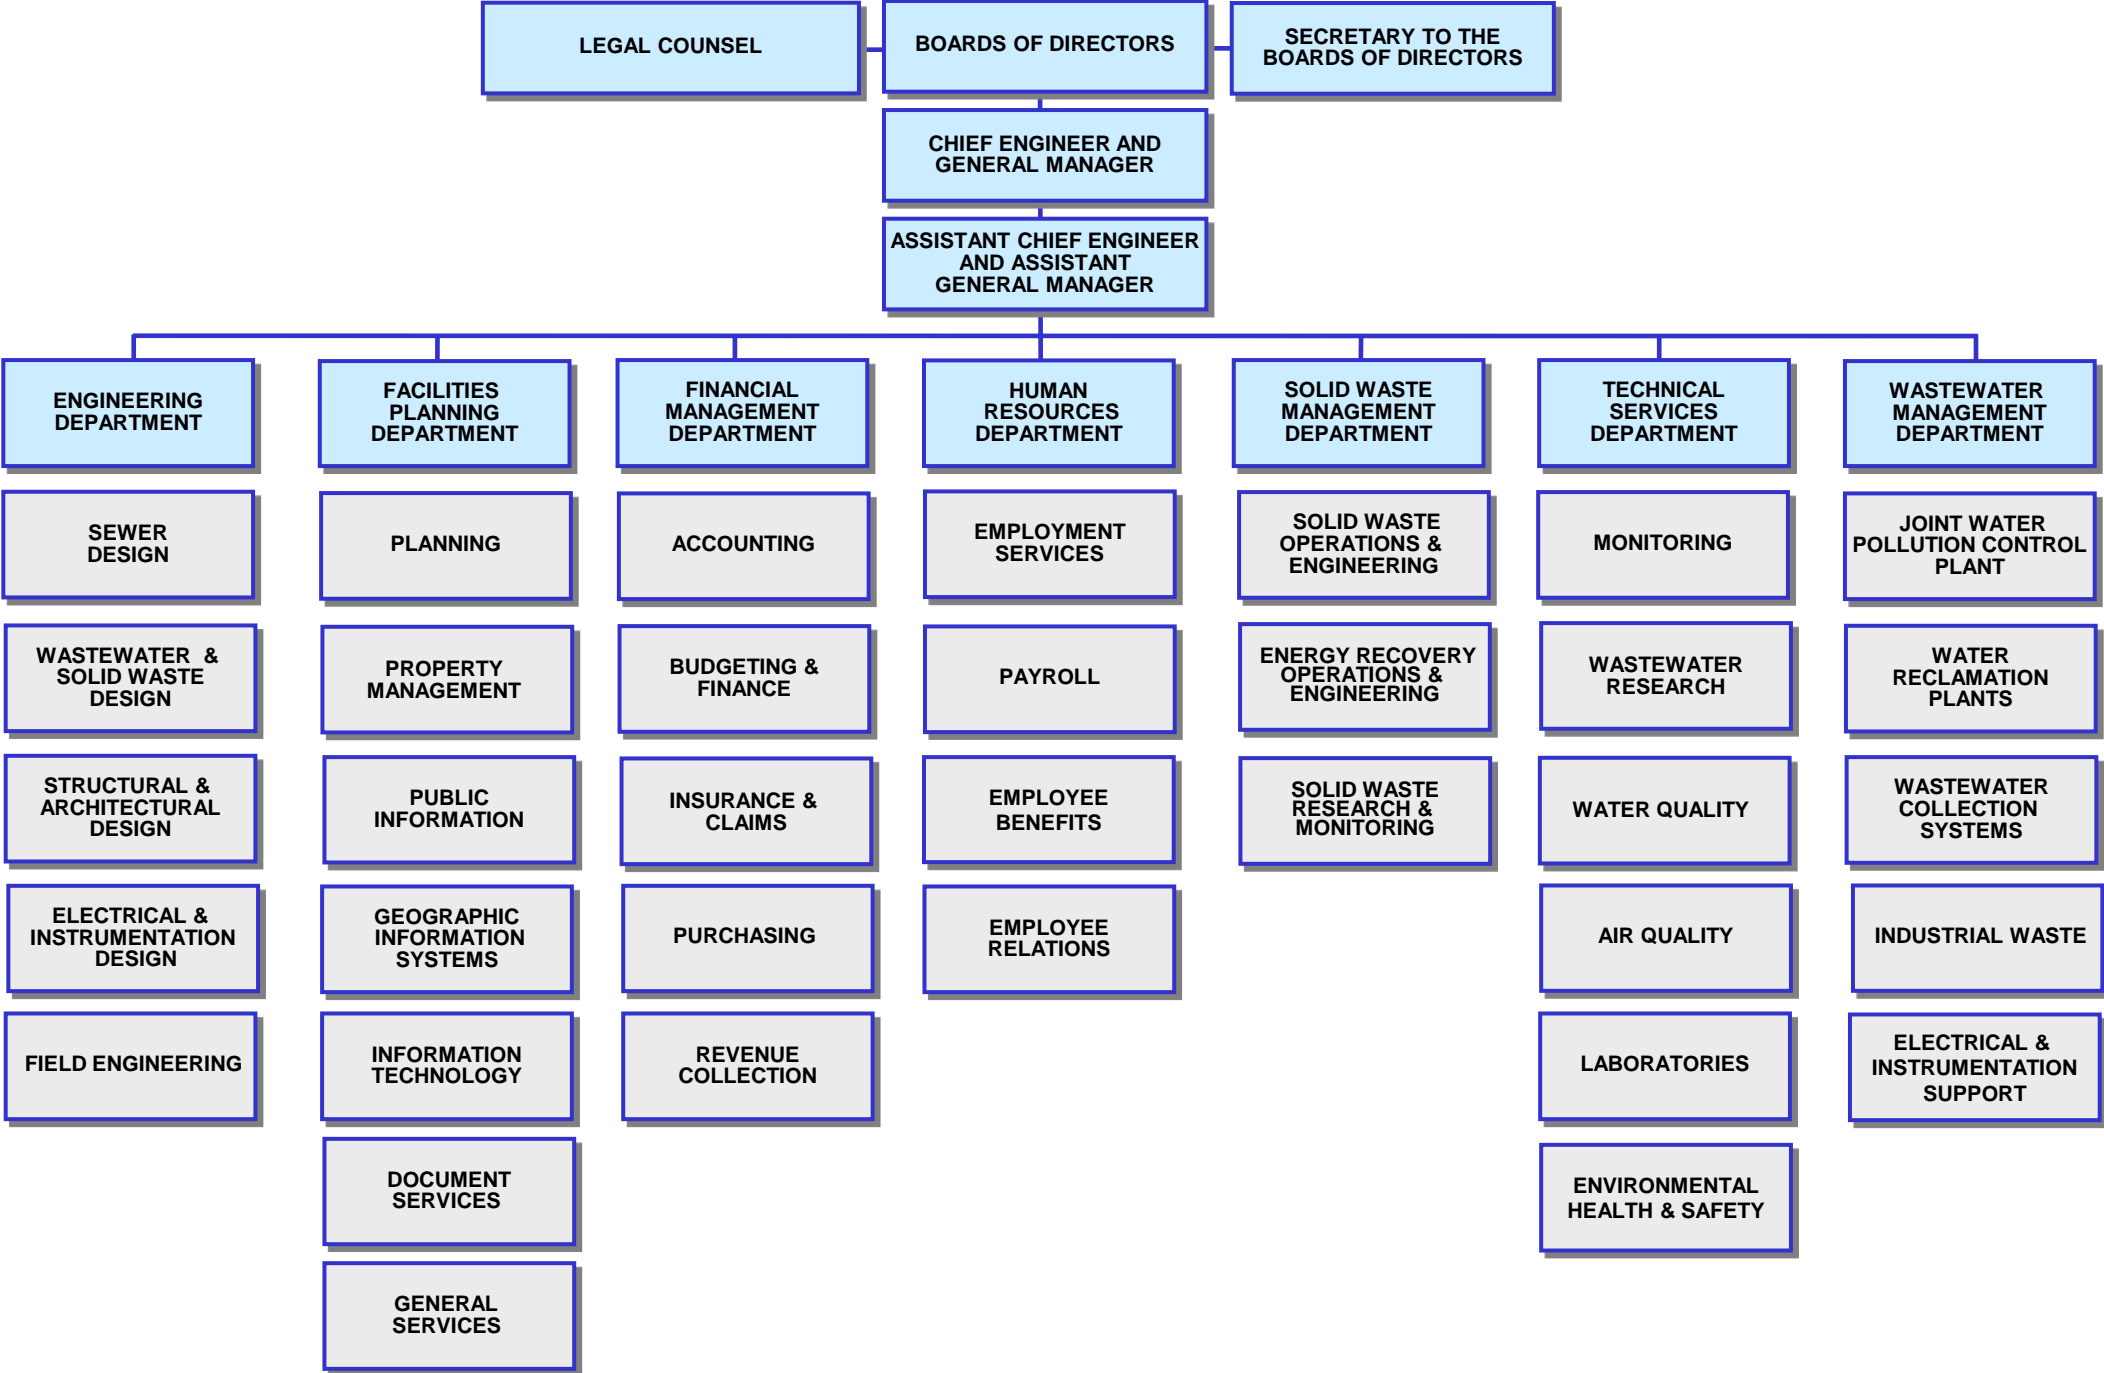 LEGAL COUNSEL
BOARDS OF DIRECTORS
SECRETARY TO THE
BOARDS OF DIRECTORS
CHIEF ENGINEER AND
GENERAL MANAGER
ASSISTANT CHIEF ENGINEER
AND ASSISTANT
GENERAL MANAGER
ENGINEERING
DEPARTMENT
FACILITIES
PLANNING
DEPARTMENT
FINANCIAL
MANAGEMENT
DEPARTMENT
HUMAN
RESOURCES
DEPARTMENT
SOLID WASTE
MANAGEMENT
DEPARTMENT
TECHNICAL
SERVICES
DEPARTMENT
WASTEWATER
MANAGEMENT
DEPARTMENT
SEWER
DESIGN
PLANNING
ACCOUNTING
EMPLOYMENT
SERVICES
SOLID WASTE
OPERATIONS &
ENGINEERING
MONITORING
JOINT WATER
POLLUTION CONTROL
PLANT
WASTEWATER &
SOLID WASTE
DESIGN
PROPERTY
MANAGEMENT
BUDGETING &
FINANCE
PAYROLL
ENERGY RECOVERY
OPERATIONS &
ENGINEERING
WASTEWATER
RESEARCH
WATER
RECLAMATION
PLANTS
STRUCTURAL &
ARCHITECTURAL
DESIGN
PUBLIC
INFORMATION
INSURANCE &
CLAIMS
EMPLOYEE
BENEFITS
SOLID WASTE
RESEARCH &
MONITORING
WATER QUALITY
WASTEWATER
COLLECTION
SYSTEMS
ELECTRICAL &
INSTRUMENTATION
DESIGN
GEOGRAPHIC
INFORMATION
SYSTEMS
PURCHASING
EMPLOYEE
RELATIONS
AIR QUALITY
INDUSTRIAL WASTE
FIELD ENGINEERING
INFORMATION
TECHNOLOGY
REVENUE
COLLECTION
LABORATORIES
ELECTRICAL &
INSTRUMENTATION
SUPPORT
DOCUMENT
SERVICES
ENVIRONMENTAL
HEALTH & SAFETY
GENERAL
SERVICES